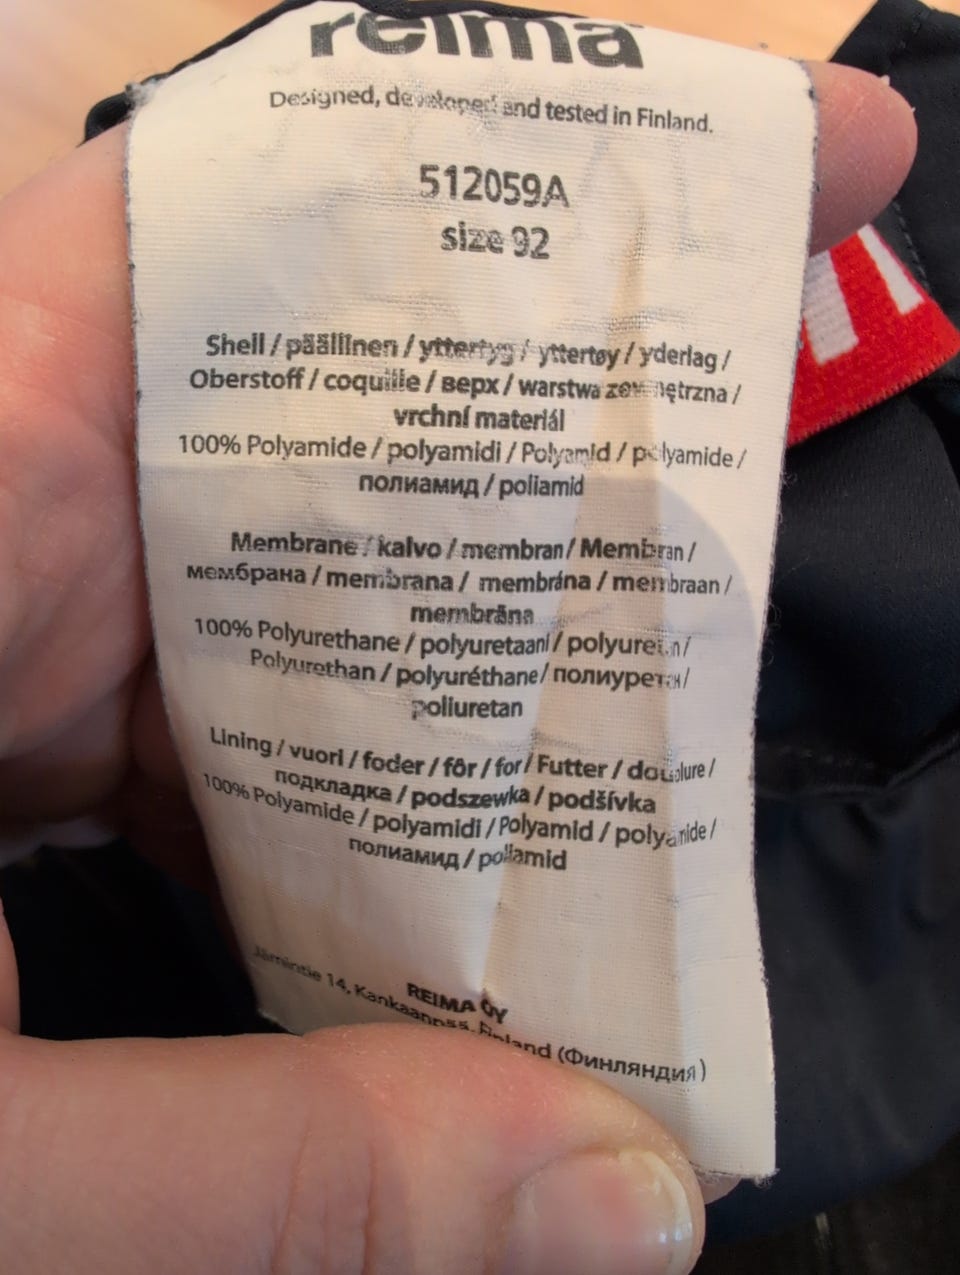 reima
Designed, developed and tested in Finland.
512059A
size 92
Shell / päällinen / yttertyg / yttertøy / yderlag /
Oberstoff / coquille / верх / warstwa zewnętrzna /
vrchní materiál
100% Polyamide / polyamidi / Polyamid / polyamide /
полиамид / poliamid
Membrane / kalvo / membran / Membran /
мембрана / membrana / membrána / membraan /
membrāna
100% Polyurethane / polyuretaani / polyuretan /
Polyurethan / polyuréthane / полиуретан /
poliuretan
Lining / vuori / foder / fôr / for / Futter / doublure /
подкладка / podszewka / podšívka
100% Polyamide / polyamidi / Polyamid / polyamide /
полиамид / poliamid
REIMA OY
Jämintie 14, Kankaanpää, Finland (Финляндия)